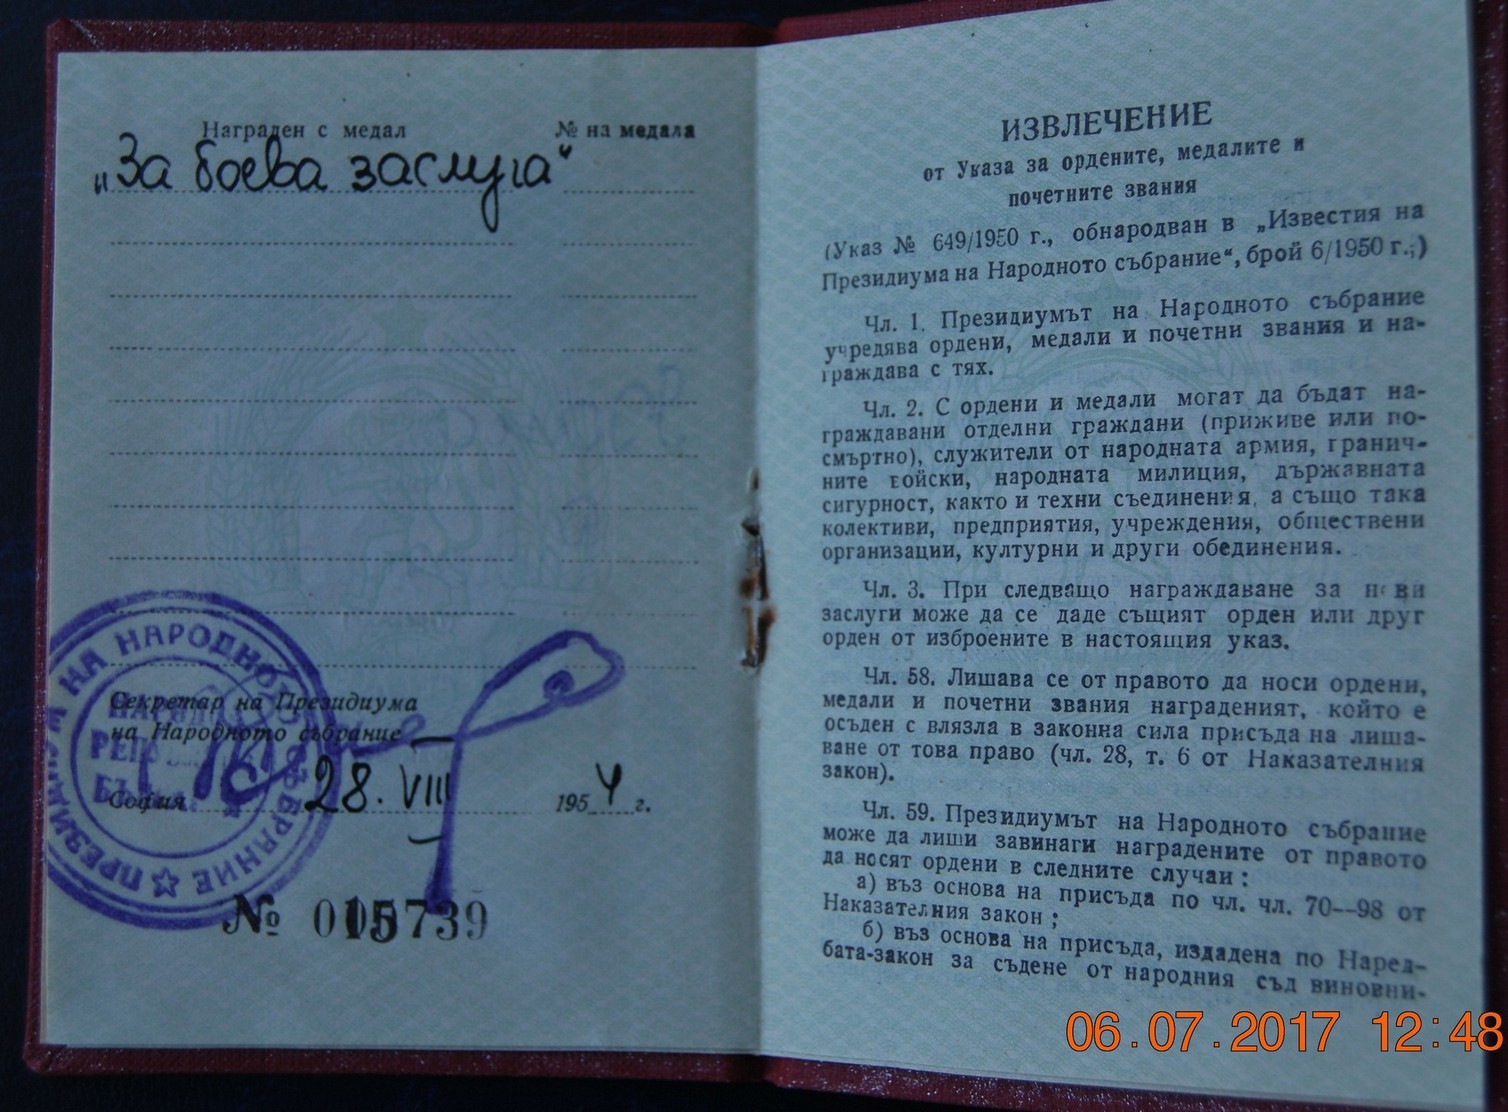 Награден с медал № на медала
„За боева заслуга“
Секретар на Президиума
на Народното събрание
София 28. VIII 1954 г.
№ 015739
ПРЕЗИДИУМ НА НАРОДНОТО СЪБРАНИЕ
НАРОДНА
РЕПУБЛИКА
БЪЛГАРИЯ
ИЗВЛЕЧЕНИЕ
от Указа за ордените, медалите и
почетните звания
(Указ № 649/1950 г., обнародван в „Известия на
Президиума на Народното събрание“, брой 6/1950 г.;)
Чл. 1. Президиумът на Народното събрание
учредява ордени, медали и почетни звания и на-
граждава с тях.
Чл. 2. С ордени и медали могат да бъдат на-
граждавани отделни граждани (приживе или по-
смъртно), служители от народната армия, гранич-
ните войски, народната милиция, държавната
сигурност, както и техни съединения, а също така
колективи, предприятия, учреждения, обществени
организации, културни и други обединения.
Чл. 3. При следващо награждаване за нови
заслуги може да се даде същият орден или друг
орден от изброените в настоящия указ.
Чл. 58. Лишава се от правото да носи ордени,
медали и почетни звания награденият, който е
осъден с влязла в законна сила присъда на лиша-
ване от това право (чл. 28, т. 6 от Наказателния
закон).
Чл. 59. Президиумът на Народното събрание
може да лиши завинаги наградените от правото
да носят ордени в следните случаи:
а) въз основа на присъда по чл. чл. 70—98 от
Наказателния закон;
б) въз основа на присъда, издадена по Наред-
бата-закон за съдене от народния съд виновни-
06.07.2017 12:48